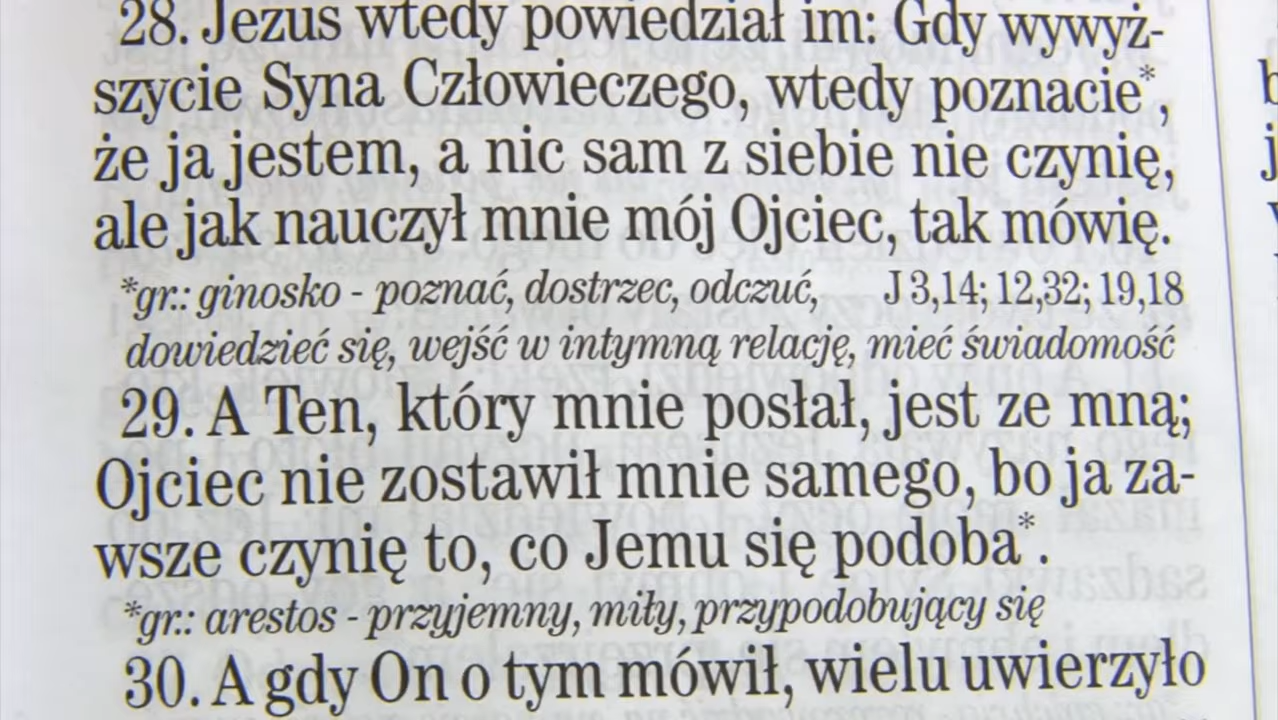 28. Jezus wtedy powiedział im: Gdy wywyż-
szycie Syna Człowieczego, wtedy poznacie*,
że ja jestem, a nic sam z siebie nie czynię,
ale jak nauczył mnie mój Ojciec, tak mówię.
*gr.: ginosko - poznać, dostrzec, odczuć, J 3,14; 12,32; 19,18
dowiedzieć się, wejść w intymną relację, mieć świadomość
29. A Ten, który mnie posłał, jest ze mną;
Ojciec nie zostawił mnie samego, bo ja za-
wsze czynię to, co Jemu się podoba*.
*gr.: arestos - przyjemny, miły, przypodobujący się
30. A gdy On o tym mówił, wielu uwierzyło